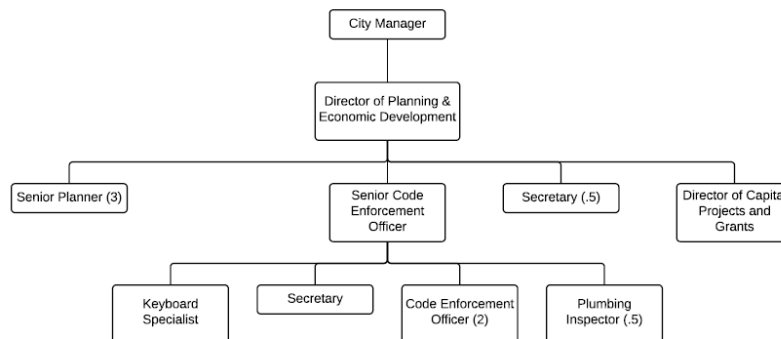 City Manager
Director of Planning &
Economic Development
Senior Planner (3)
Senior Code
Enforcement
Officer
Secretary (.5)
Director of Capital
Projects and
Grants
Keyboard
Specialist
Secretary
Code Enforcement
Officer (2)
Plumbing
Inspector (.5)